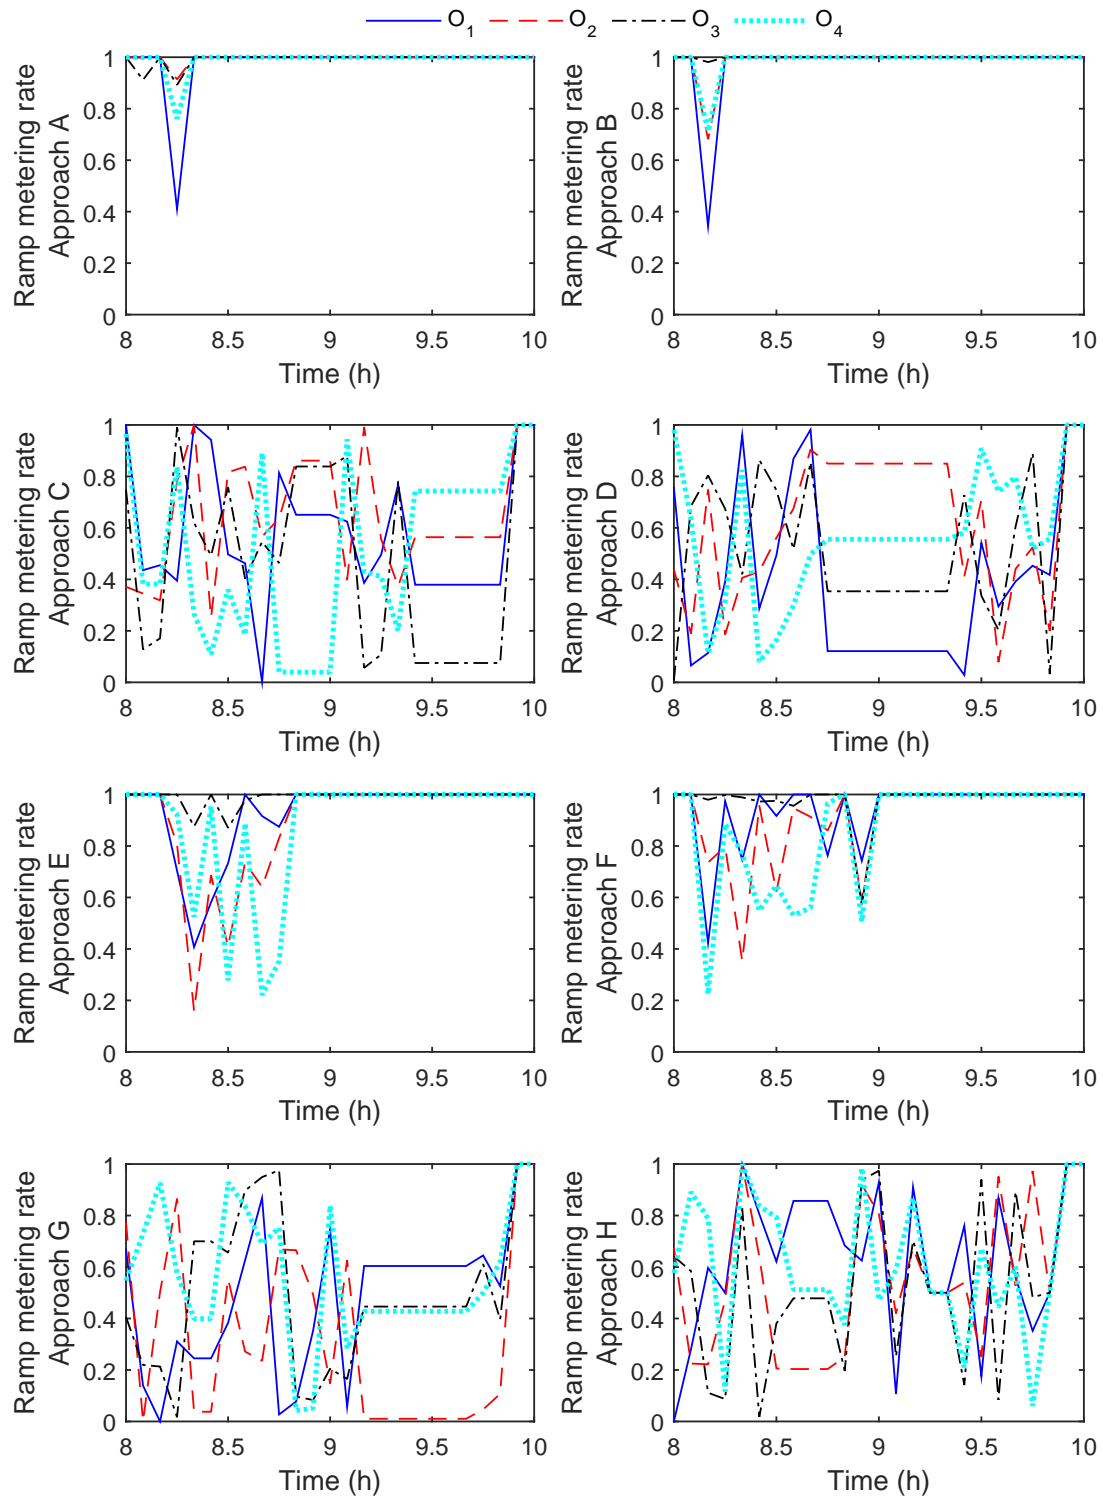 O1 O2 O3 O4
Ramp metering rate
Approach A
1
0.8
0.6
0.4
0.2
0
8 8.5 9 9.5 10
Time (h)
Ramp metering rate
Approach B
1
0.8
0.6
0.4
0.2
0
8 8.5 9 9.5 10
Time (h)
Ramp metering rate
Approach C
1
0.8
0.6
0.4
0.2
0
8 8.5 9 9.5 10
Time (h)
Ramp metering rate
Approach D
1
0.8
0.6
0.4
0.2
0
8 8.5 9 9.5 10
Time (h)
Ramp metering rate
Approach E
1
0.8
0.6
0.4
0.2
0
8 8.5 9 9.5 10
Time (h)
Ramp metering rate
Approach F
1
0.8
0.6
0.4
0.2
0
8 8.5 9 9.5 10
Time (h)
Ramp metering rate
Approach G
1
0.8
0.6
0.4
0.2
0
8 8.5 9 9.5 10
Time (h)
Ramp metering rate
Approach H
1
0.8
0.6
0.4
0.2
0
8 8.5 9 9.5 10
Time (h)